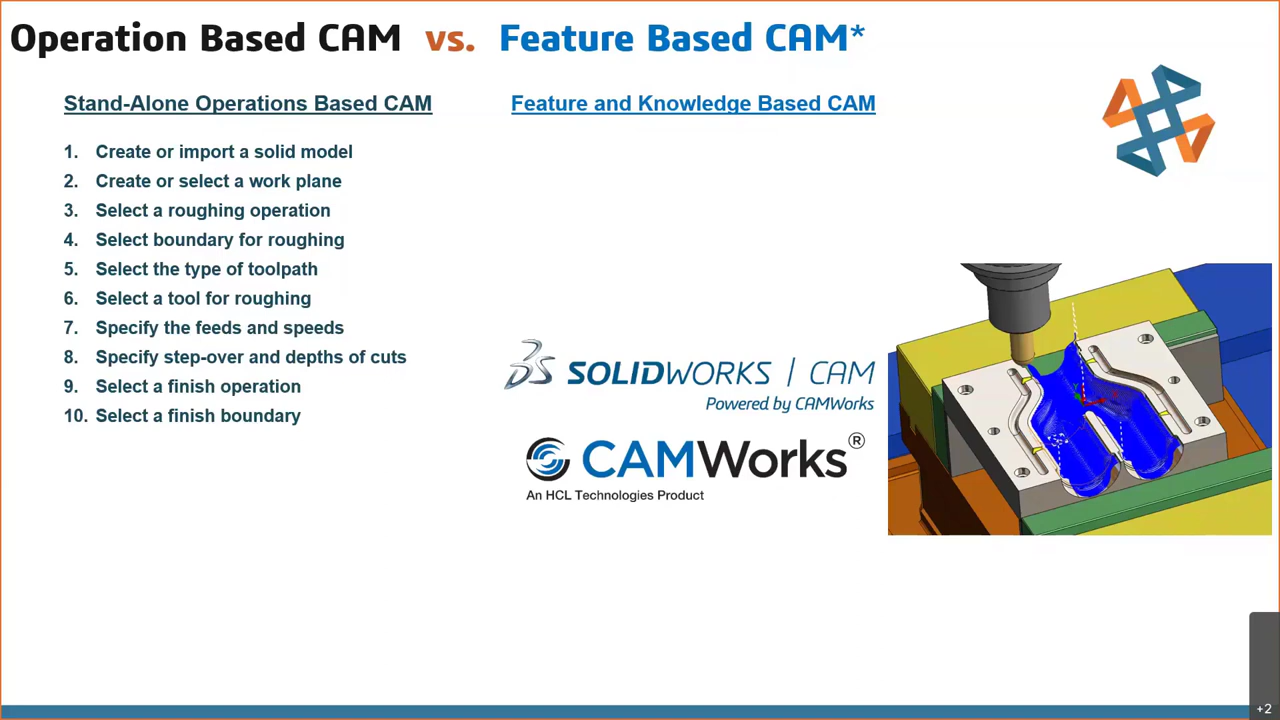 Operation Based CAM vs. Feature Based CAM*
Stand-Alone Operations Based CAM
Feature and Knowledge Based CAM
1. Create or import a solid model
2. Create or select a work plane
3. Select a roughing operation
4. Select boundary for roughing
5. Select the type of toolpath
6. Select a tool for roughing
7. Specify the feeds and speeds
8. Specify step-over and depths of cuts
9. Select a finish operation
10. Select a finish boundary
3S SOLIDWORKS | CAM
Powered by CAMWorks
CAMWorks®
An HCL Technologies Product
+2